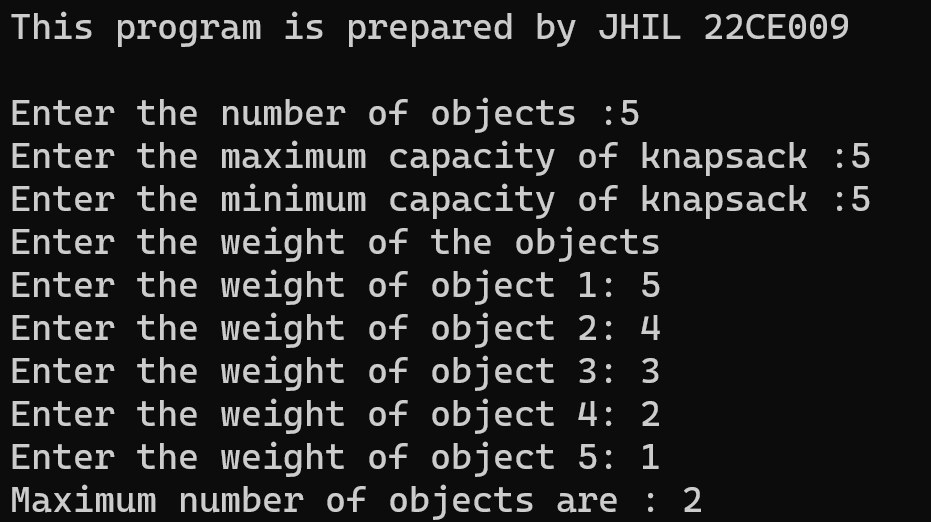 This program is prepared by JHIL 22CE009
Enter the number of objects :5
Enter the maximum capacity of knapsack :5
Enter the minimum capacity of knapsack :5
Enter the weight of the objects
Enter the weight of object 1: 5
Enter the weight of object 2: 4
Enter the weight of object 3: 3
Enter the weight of object 4: 2
Enter the weight of object 5: 1
Maximum number of objects are : 2